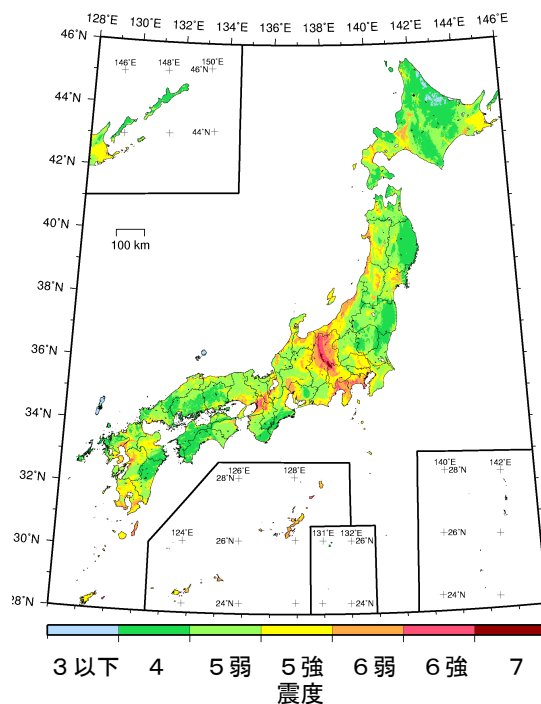 128˚E 130˚E 132˚E 134˚E 136˚E 138˚E 140˚E 142˚E 144˚E 146˚E
46˚N
146˚E 148˚E 150˚E
46˚N
44˚N
44˚N
42˚N
40˚N
100 km
38˚N
36˚N
34˚N
32˚N
126˚E 128˚E
28˚N
140˚E 142˚E
28˚N
30˚N
124˚E
26˚N
131˚E 132˚E
26˚N
26˚N
28˚N
24˚N
24˚N
24˚N
3以下 4 5弱 5強 6弱 6強 7
震度